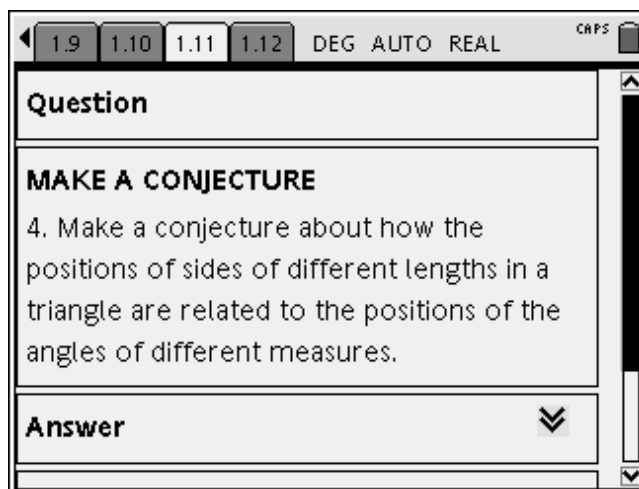 1.9 1.10 1.11 1.12 DEG AUTO REAL CAPS
Question
MAKE A CONJECTURE
4. Make a conjecture about how the
positions of sides of different lengths in a
triangle are related to the positions of the
angles of different measures.
Answer